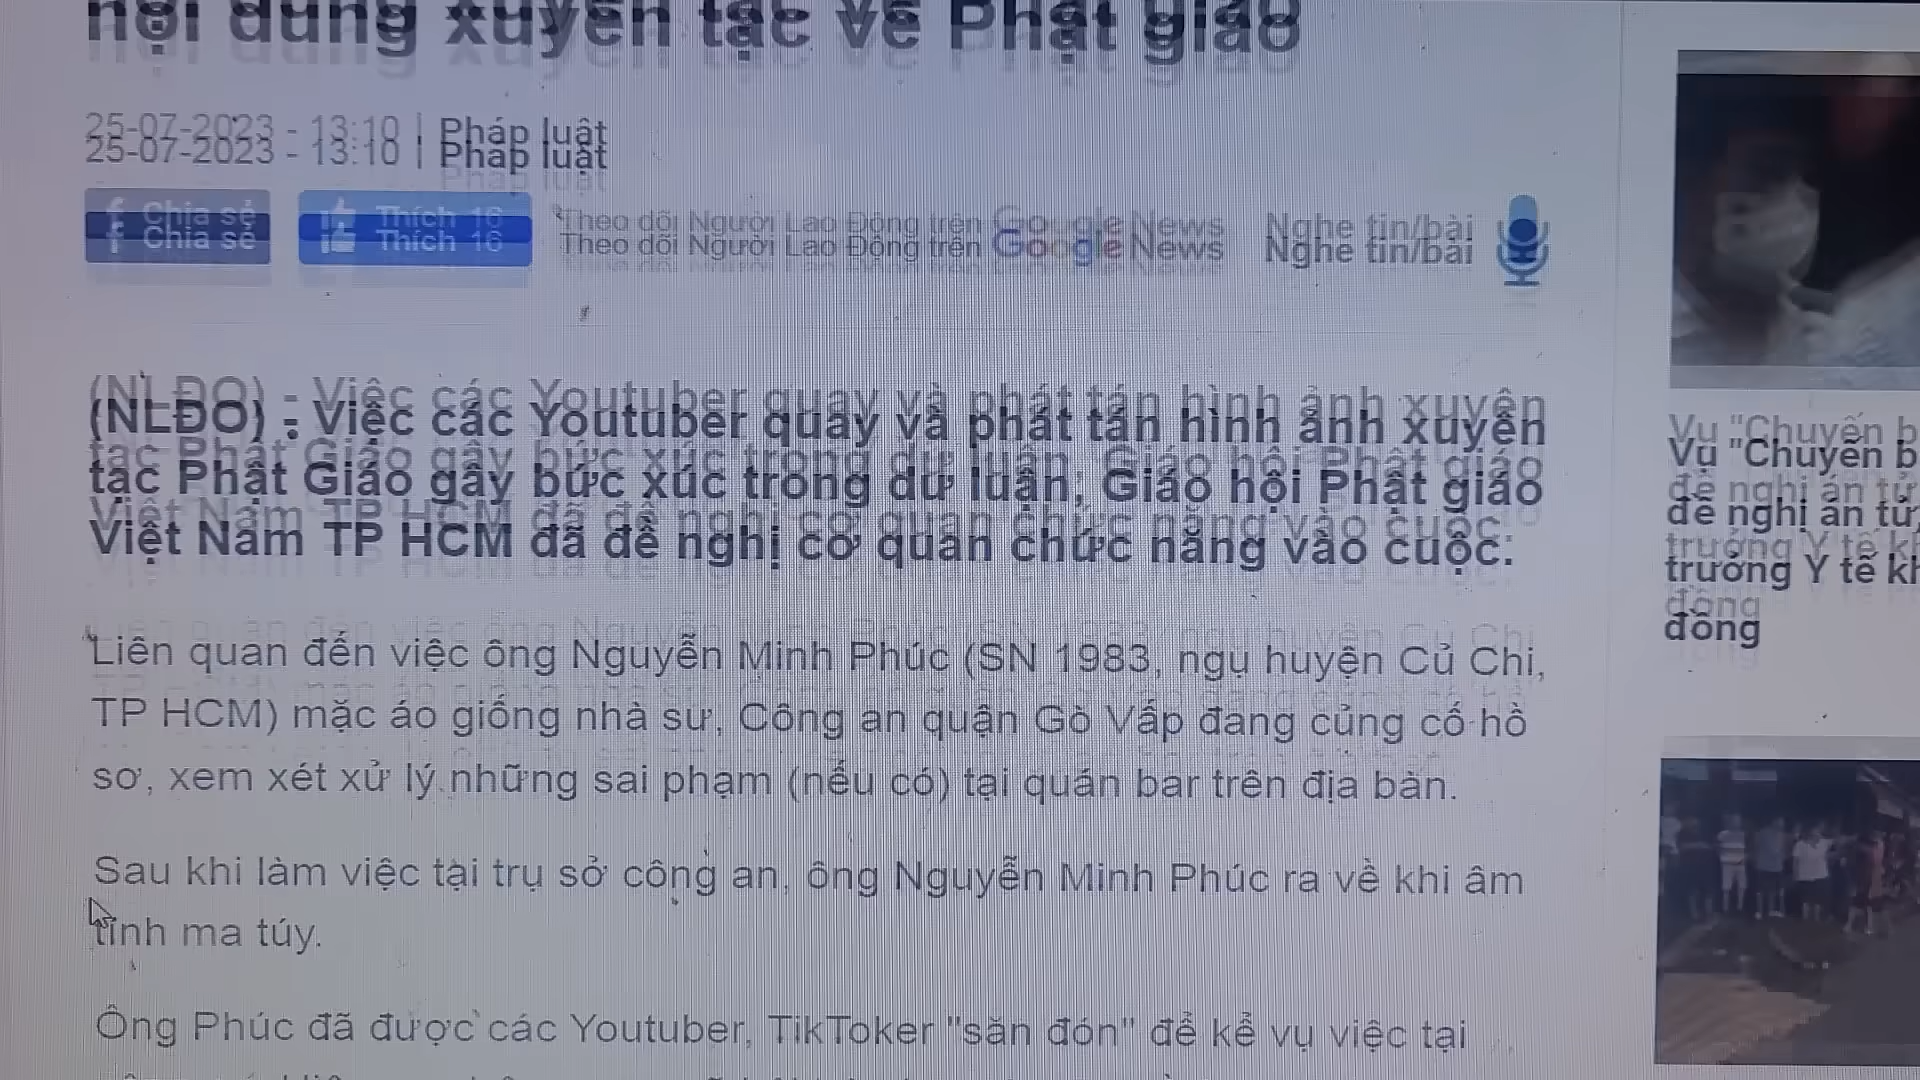 nội dung xuyên tạc về Phật giáo
25-07-2023 - 13:10 | Pháp luật
Chia sẻ
Thích 16
Theo dõi Người Lao Động trên Google News
Nghe tin/bài
(NLĐO) - Việc các Youtuber quay và phát tán hình ảnh xuyên
tạc Phật Giáo gây bức xúc trong dư luận, Giáo hội Phật giáo
Việt Nam TP HCM đã đề nghị cơ quan chức năng vào cuộc.
Liên quan đến việc ông Nguyễn Minh Phúc (SN 1983, ngụ huyện Củ Chi,
TP HCM) mặc áo giống nhà sư, Công an quận Gò Vấp đang củng cố hồ
sơ, xem xét xử lý những sai phạm (nếu có) tại quán bar trên địa bàn.
Sau khi làm việc tại trụ sở công an, ông Nguyễn Minh Phúc ra về khi âm
tính ma túy.
Ông Phúc đã được các Youtuber, TikToker "săn đón" để kể vụ việc tại
Vụ "Chuyến b
đề nghị án tử,
trưởng Y tế kh
đồng